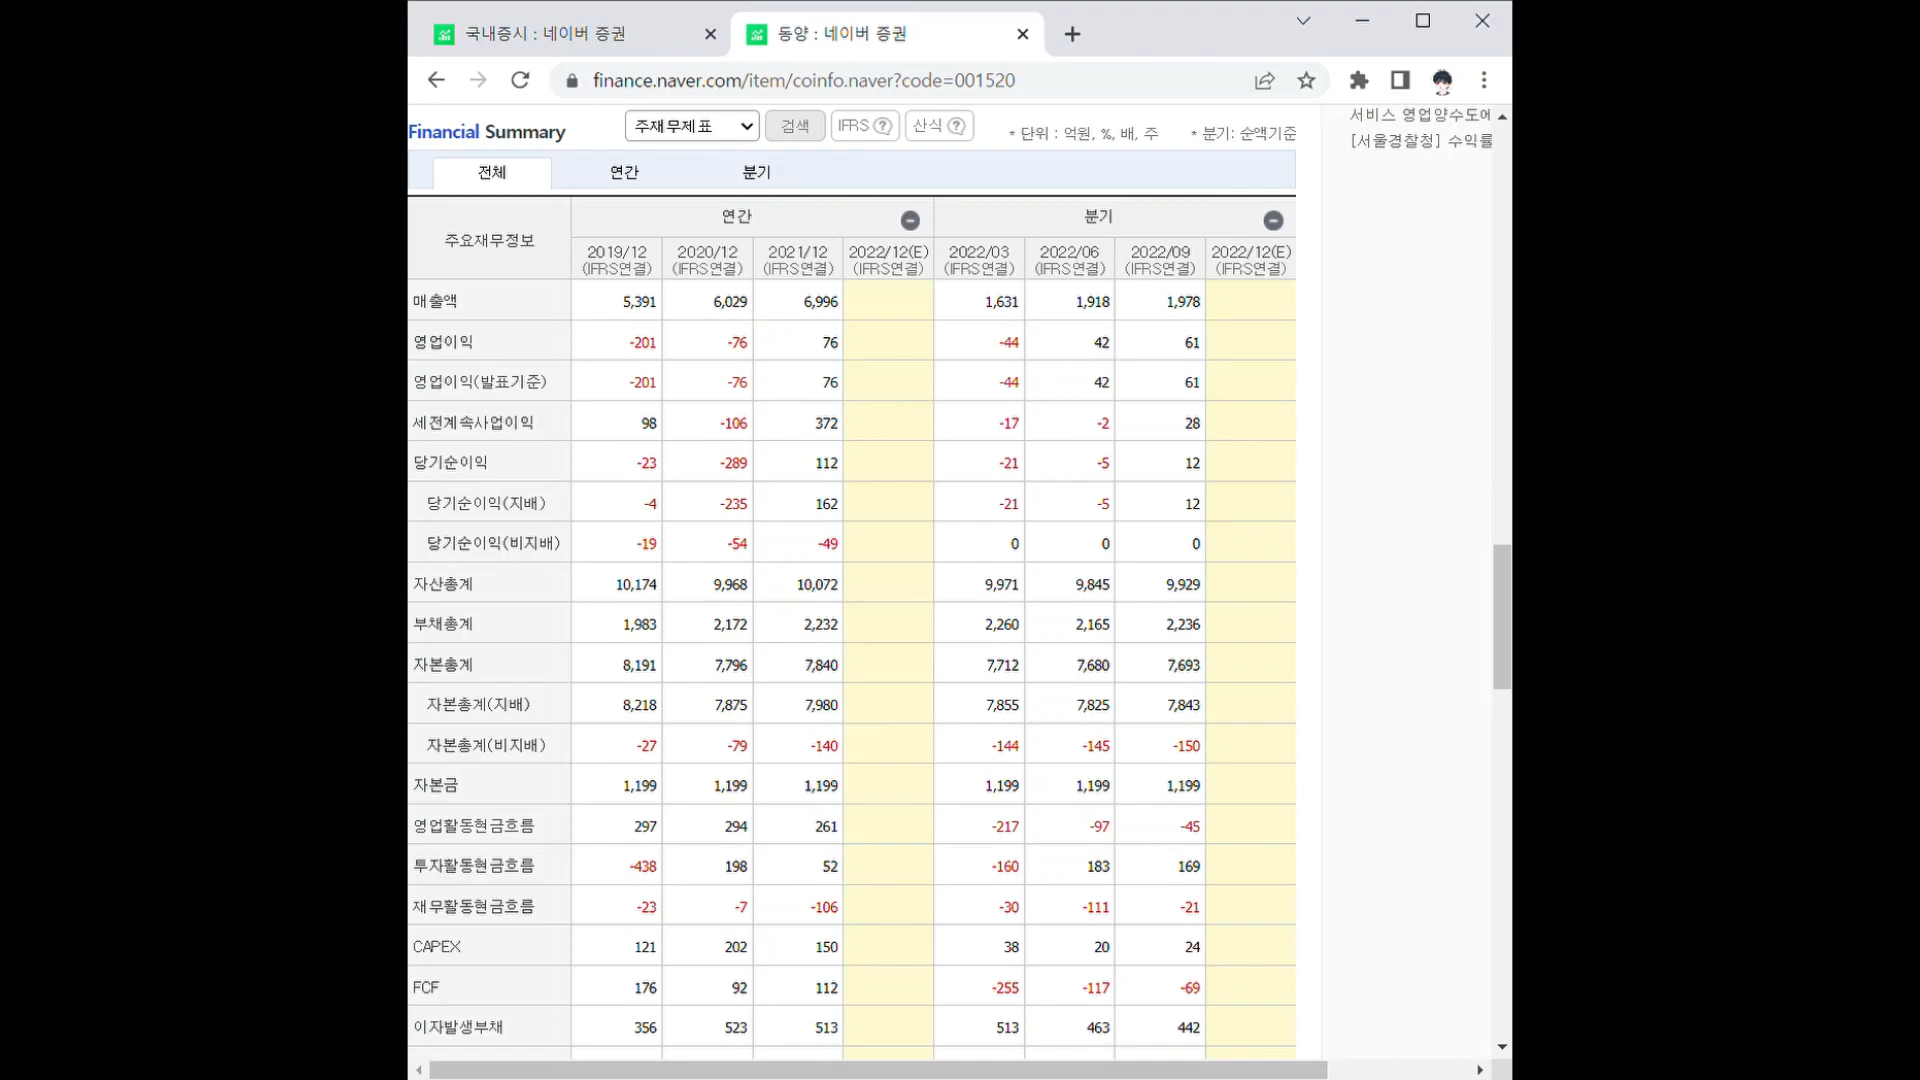 국내증시 : 네이버 증권
동양 : 네이버 증권
finance.naver.com/item/coinfo.naver?code=001520
Financial Summary
주재무제표
검색
IFRS ?
산식 ?
* 단위 : 억원, %, 배, 주
* 분기: 순액기준
서비스 영업양수도에
[서울경찰청] 수익률
전체 연간 분기
주요재무정보 연간 분기
2019/12 2020/12 2021/12 2022/12(E) 2022/03 2022/06 2022/09 2022/12(E)
(IFRS연결) (IFRS연결) (IFRS연결) (IFRS연결) (IFRS연결) (IFRS연결) (IFRS연결) (IFRS연결)
매출액 5,391 6,029 6,996 1,631 1,918 1,978
영업이익 -201 -76 76 -44 42 61
영업이익(발표기준) -201 -76 76 -44 42 61
세전계속사업이익 98 -106 372 -17 -2 28
당기순이익 -23 -289 112 -21 -5 12
당기순이익(지배) -4 -235 162 -21 -5 12
당기순이익(비지배) -19 -54 -49 0 0 0
자산총계 10,174 9,968 10,072 9,971 9,845 9,929
부채총계 1,983 2,172 2,232 2,260 2,165 2,236
자본총계 8,191 7,796 7,840 7,712 7,680 7,693
자본총계(지배) 8,218 7,875 7,980 7,855 7,825 7,843
자본총계(비지배) -27 -79 -140 -144 -145 -150
자본금 1,199 1,199 1,199 1,199 1,199 1,199
영업활동현금흐름 297 294 261 -217 -97 -45
투자활동현금흐름 -438 198 52 -160 183 169
재무활동현금흐름 -23 -7 -106 -30 -111 -21
CAPEX 121 202 150 38 20 24
FCF 176 92 112 -255 -117 -69
이자발생부채 356 523 513 513 463 442